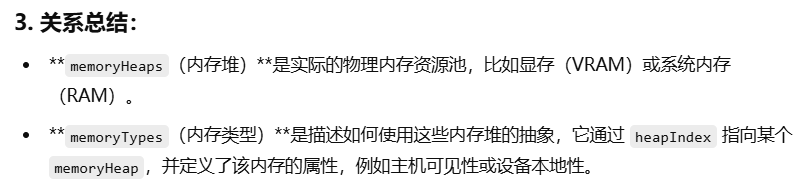 3. 关系总结：
• **memoryHeaps（内存堆）**是实际的物理内存资源池，比如显存（VRAM）或系统内存
（RAM）。
• **memoryTypes（内存类型）**是描述如何使用这些内存堆的抽象，它通过 heapIndex 指向某个
memoryHeap，并定义了该内存的属性，例如主机可见性或设备本地性。